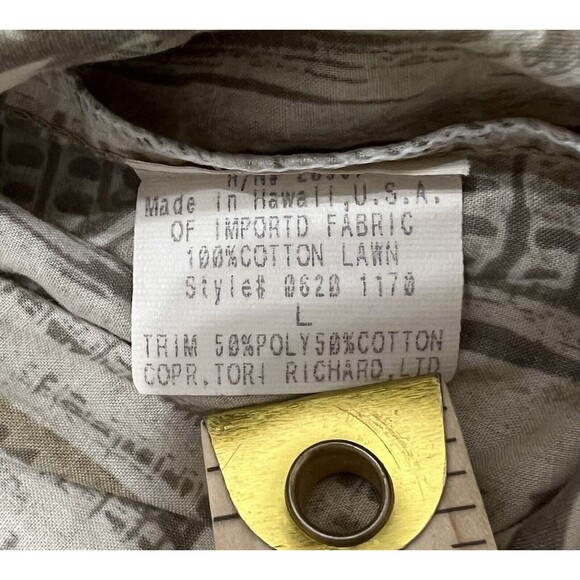 Made in Hawaii,U.S.A.
OF IMPORTD FABRIC
100%COTTON LAWN
Style# 0620 1170
L
TRIM 50%POLY50%COTTON
COPR.TORI RICHARD,LTD